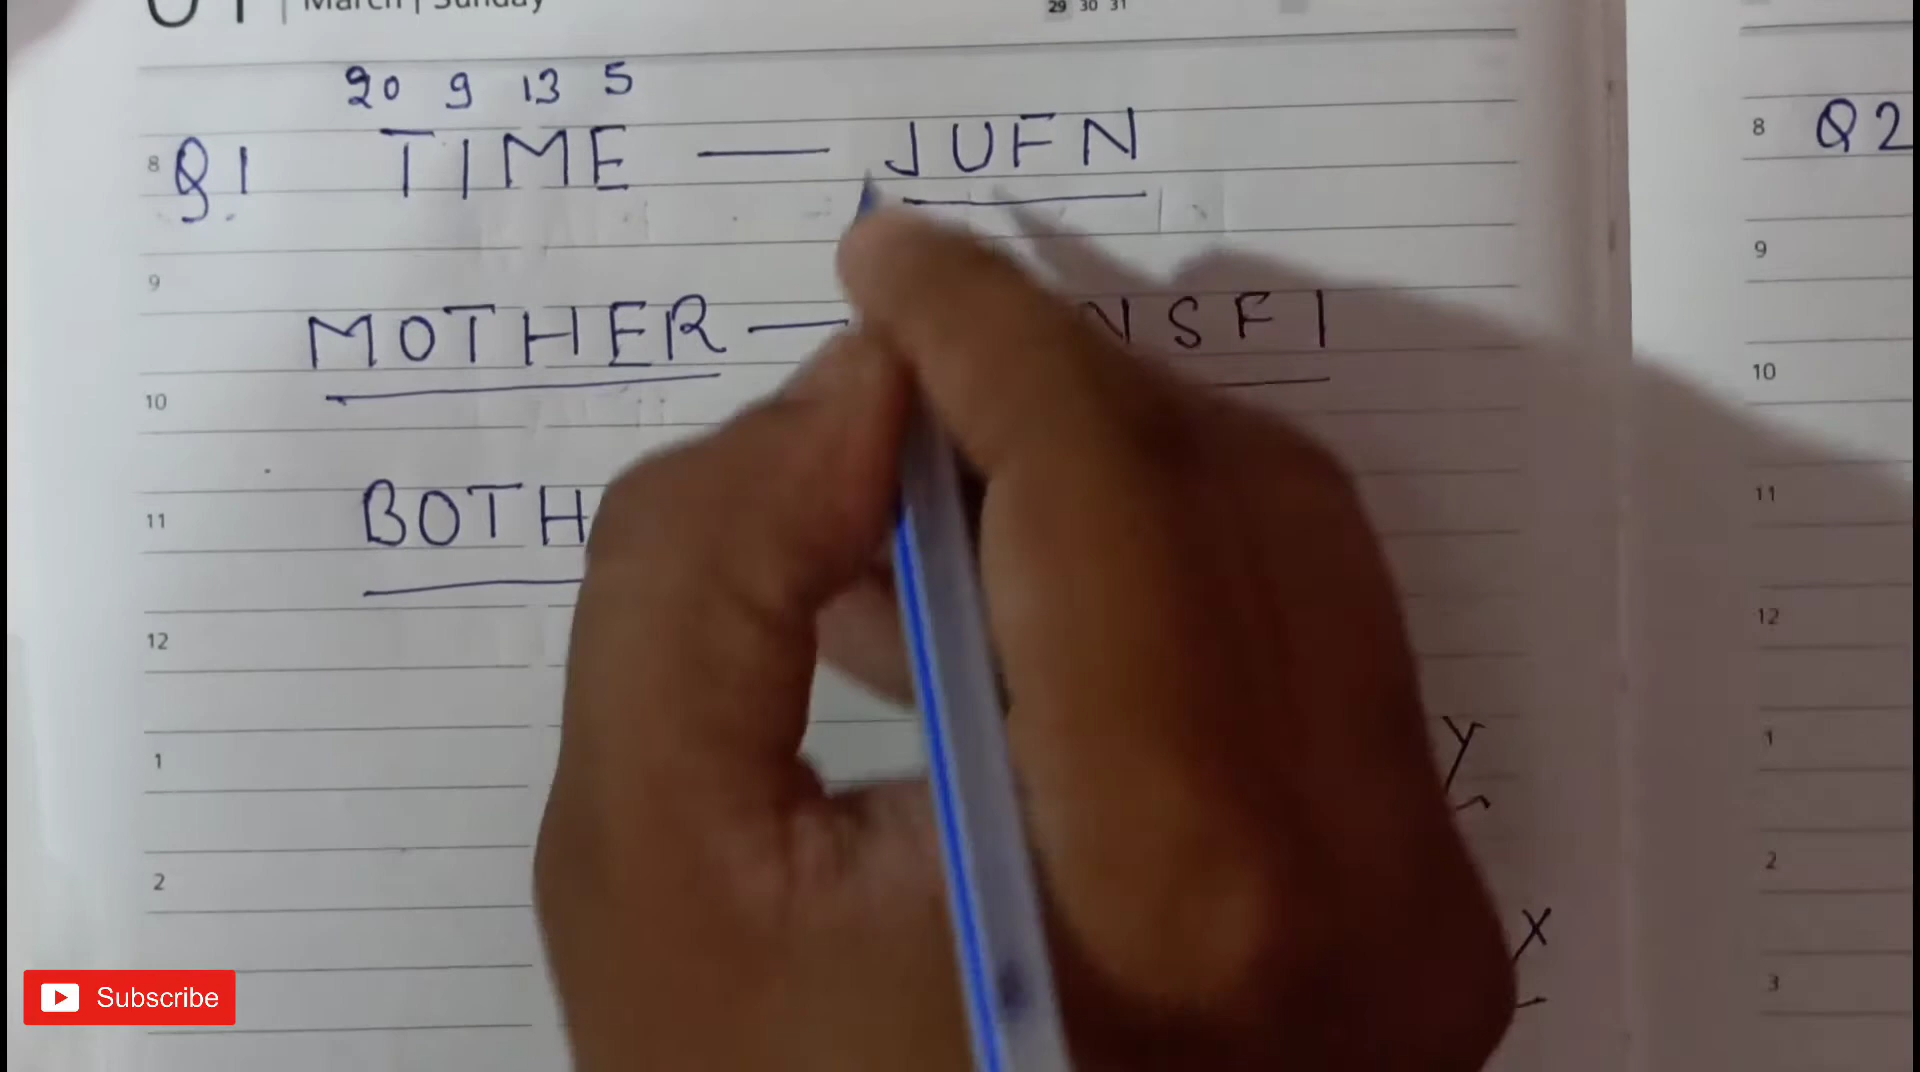 March | Sunday
29 30 31
20 9 13 5
8 Q1 TIME — JUFN
9
MOTHER — NSFI
10
11 BOTH
12
1
Y
2
X
8 Q2
9
10
11
12
1
2
3
Subscribe